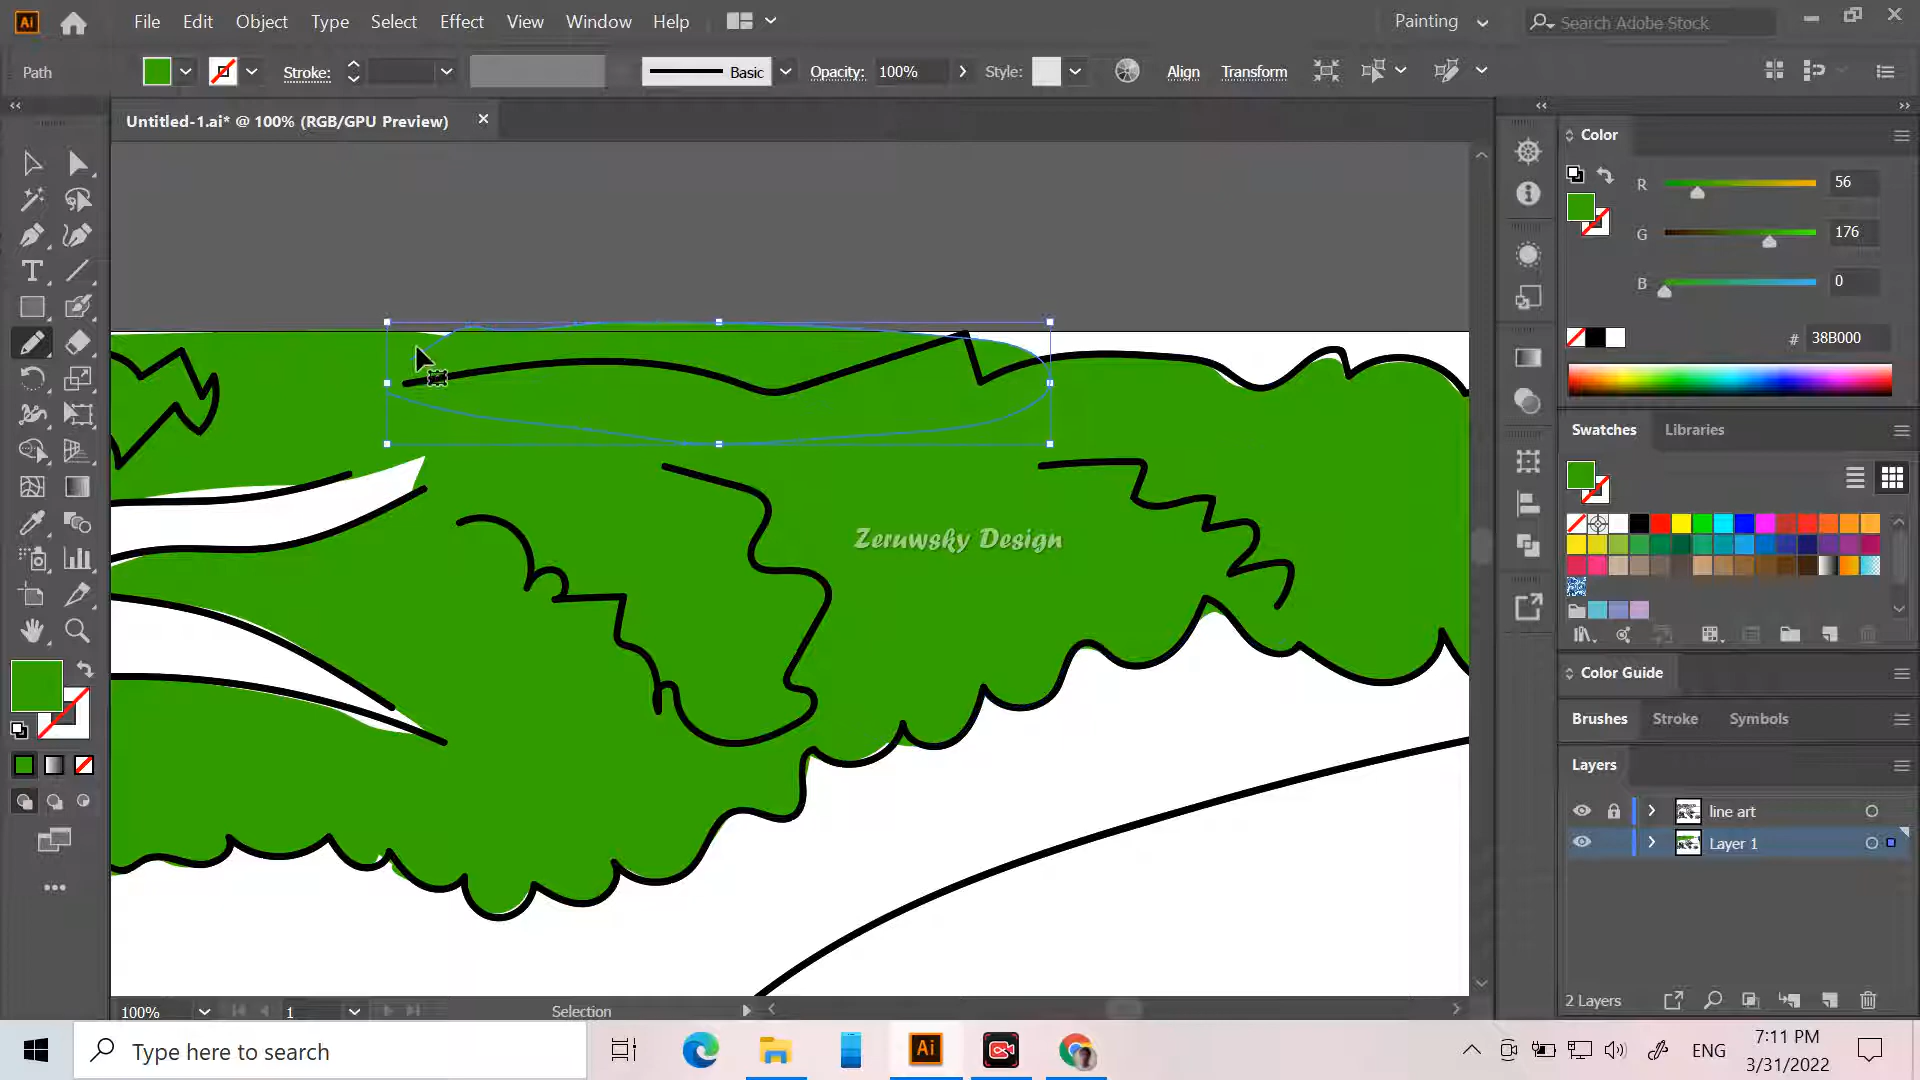 Ai File Edit Object Type Select Effect View Window Help Painting Search Adobe Stock
Path Stroke: Basic Opacity: 100% Style: Align Transform
Untitled-1.ai* @ 100% (RGB/GPU Preview)
Color
R 56
G 176
B 0
# 38B000
Swatches Libraries
Zeruwsky Design
Color Guide
Brushes Stroke Symbols
Layers
line art
Layer 1
2 Layers
100% 1 Selection
Type here to search
Ai
ENG
7:11 PM
3/31/2022